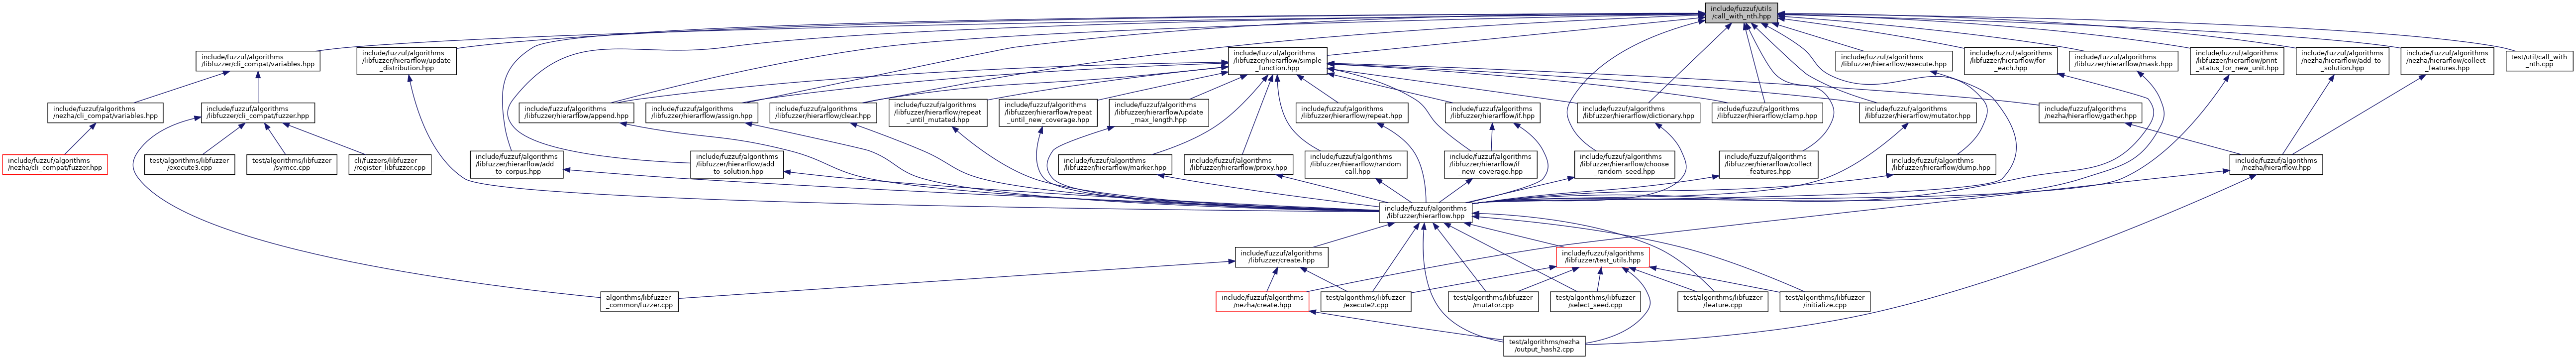 include/fuzzuf/utils
/call_with_nth.hpp
include/fuzzuf/algorithms
/libfuzzer/cli_compat/variables.hpp
include/fuzzuf/algorithms
/libfuzzer/hierarflow/update
_distribution.hpp
include/fuzzuf/algorithms
/libfuzzer/hierarflow/simple
_function.hpp
include/fuzzuf/algorithms
/libfuzzer/hierarflow/execute.hpp
include/fuzzuf/algorithms
/libfuzzer/hierarflow/for
_each.hpp
include/fuzzuf/algorithms
/libfuzzer/hierarflow/mask.hpp
include/fuzzuf/algorithms
/libfuzzer/hierarflow/print
_status_for_new_unit.hpp
include/fuzzuf/algorithms
/nezha/hierarflow/add_to
_solution.hpp
include/fuzzuf/algorithms
/nezha/hierarflow/collect
_features.hpp
test/util/call_with
_nth.cpp
include/fuzzuf/algorithms
/nezha/cli_compat/variables.hpp
include/fuzzuf/algorithms
/libfuzzer/cli_compat/fuzzer.hpp
include/fuzzuf/algorithms
/libfuzzer/hierarflow/append.hpp
include/fuzzuf/algorithms
/libfuzzer/hierarflow/assign.hpp
include/fuzzuf/algorithms
/libfuzzer/hierarflow/clear.hpp
include/fuzzuf/algorithms
/libfuzzer/hierarflow/repeat
_until_mutated.hpp
include/fuzzuf/algorithms
/libfuzzer/hierarflow/repeat
_until_new_coverage.hpp
include/fuzzuf/algorithms
/libfuzzer/hierarflow/update
_max_length.hpp
include/fuzzuf/algorithms
/libfuzzer/hierarflow/repeat.hpp
include/fuzzuf/algorithms
/libfuzzer/hierarflow/if.hpp
include/fuzzuf/algorithms
/libfuzzer/hierarflow/dictionary.hpp
include/fuzzuf/algorithms
/libfuzzer/hierarflow/clamp.hpp
include/fuzzuf/algorithms
/libfuzzer/hierarflow/mutator.hpp
include/fuzzuf/algorithms
/nezha/hierarflow/gather.hpp
include/fuzzuf/algorithms
/nezha/cli_compat/fuzzer.hpp
test/algorithms/libfuzzer
/execute3.cpp
test/algorithms/libfuzzer
/symcc.cpp
cli/fuzzers/libfuzzer
/register_libfuzzer.cpp
include/fuzzuf/algorithms
/libfuzzer/hierarflow/add
_to_corpus.hpp
include/fuzzuf/algorithms
/libfuzzer/hierarflow/add
_to_solution.hpp
include/fuzzuf/algorithms
/libfuzzer/hierarflow/marker.hpp
include/fuzzuf/algorithms
/libfuzzer/hierarflow/proxy.hpp
include/fuzzuf/algorithms
/libfuzzer/hierarflow/random
_call.hpp
include/fuzzuf/algorithms
/libfuzzer/hierarflow/if
_new_coverage.hpp
include/fuzzuf/algorithms
/libfuzzer/hierarflow/choose
_random_seed.hpp
include/fuzzuf/algorithms
/libfuzzer/hierarflow/collect
_features.hpp
include/fuzzuf/algorithms
/libfuzzer/hierarflow/dump.hpp
include/fuzzuf/algorithms
/nezha/hierarflow.hpp
include/fuzzuf/algorithms
/libfuzzer/hierarflow.hpp
include/fuzzuf/algorithms
/libfuzzer/create.hpp
include/fuzzuf/algorithms
/libfuzzer/test_utils.hpp
algorithms/libfuzzer
_common/fuzzer.cpp
include/fuzzuf/algorithms
/nezha/create.hpp
test/algorithms/libfuzzer
/execute2.cpp
test/algorithms/libfuzzer
/mutator.cpp
test/algorithms/libfuzzer
/select_seed.cpp
test/algorithms/libfuzzer
/feature.cpp
test/algorithms/libfuzzer
/initialize.cpp
test/algorithms/nezha
/output_hash2.cpp